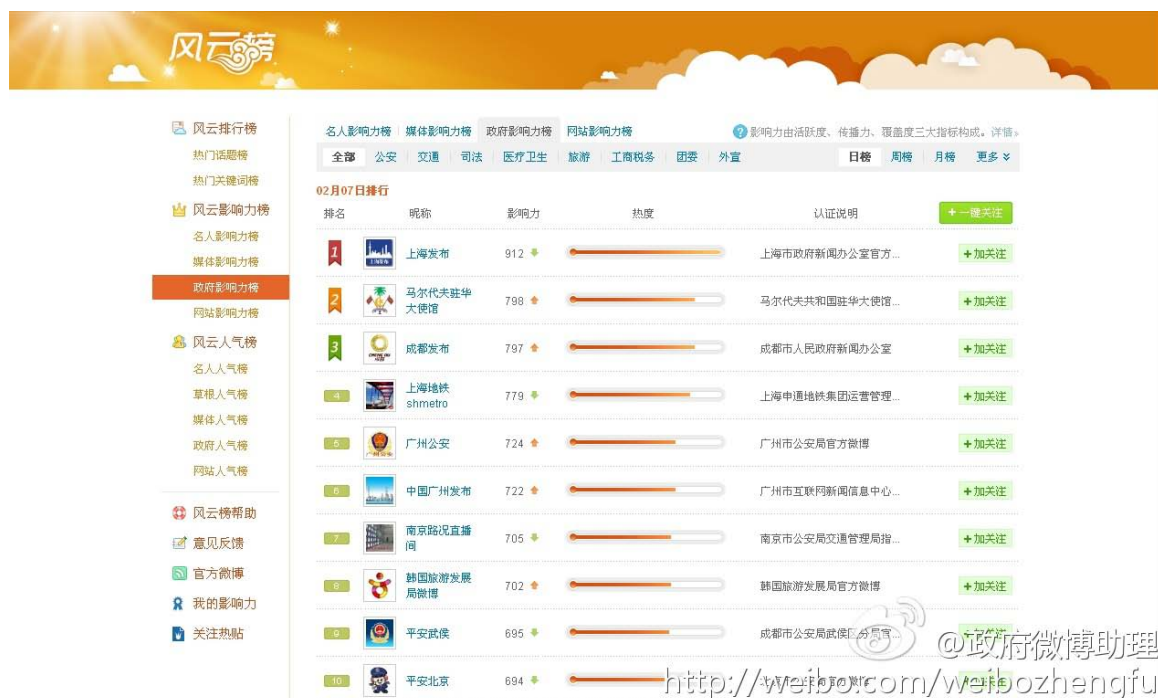 风云榜
风云排行榜
热门话题榜
热门关键词榜
风云影响力榜
名人影响力榜
媒体影响力榜
政府影响力榜
网站影响力榜
风云人气榜
名人人气榜
草根人气榜
媒体人气榜
政府人气榜
网站人气榜
风云榜帮助
意见反馈
官方微博
我的影响力
关注热贴
名人影响力榜 媒体影响力榜 政府影响力榜 网站影响力榜 影响力由活跃度、传播力、覆盖度三大指标构成。详情»
全部 公安 交通 司法 医疗卫生 旅游 工商税务 团委 外宣 日榜 周榜 月榜 更多
02月07日排行
排名 昵称 影响力 热度 认证说明 +一键关注
1 上海发布 912 上海市政府新闻办公室官方... +加关注
2 马尔代夫驻华
大使馆 798 马尔代夫共和国驻华大使馆... +加关注
3 成都发布 797 成都市人民政府新闻办公室 +加关注
4 上海地铁
shmetro 779 上海申通地铁集团运营管理... +加关注
5 广州公安 724 广州市公安局官方微博 +加关注
6 中国广州发布 722 广州市互联网新闻信息中心... +加关注
7 南京路况直播
间 705 南京市公安局交通管理局指... +加关注
8 韩国旅游发展
局微博 702 韩国旅游发展局官方微博 +加关注
9 平安武侯 695 成都市公安局武侯区分局官... +加关注
10 平安北京 694
@政府微博助理
http://weibo.com/weibozhengfu